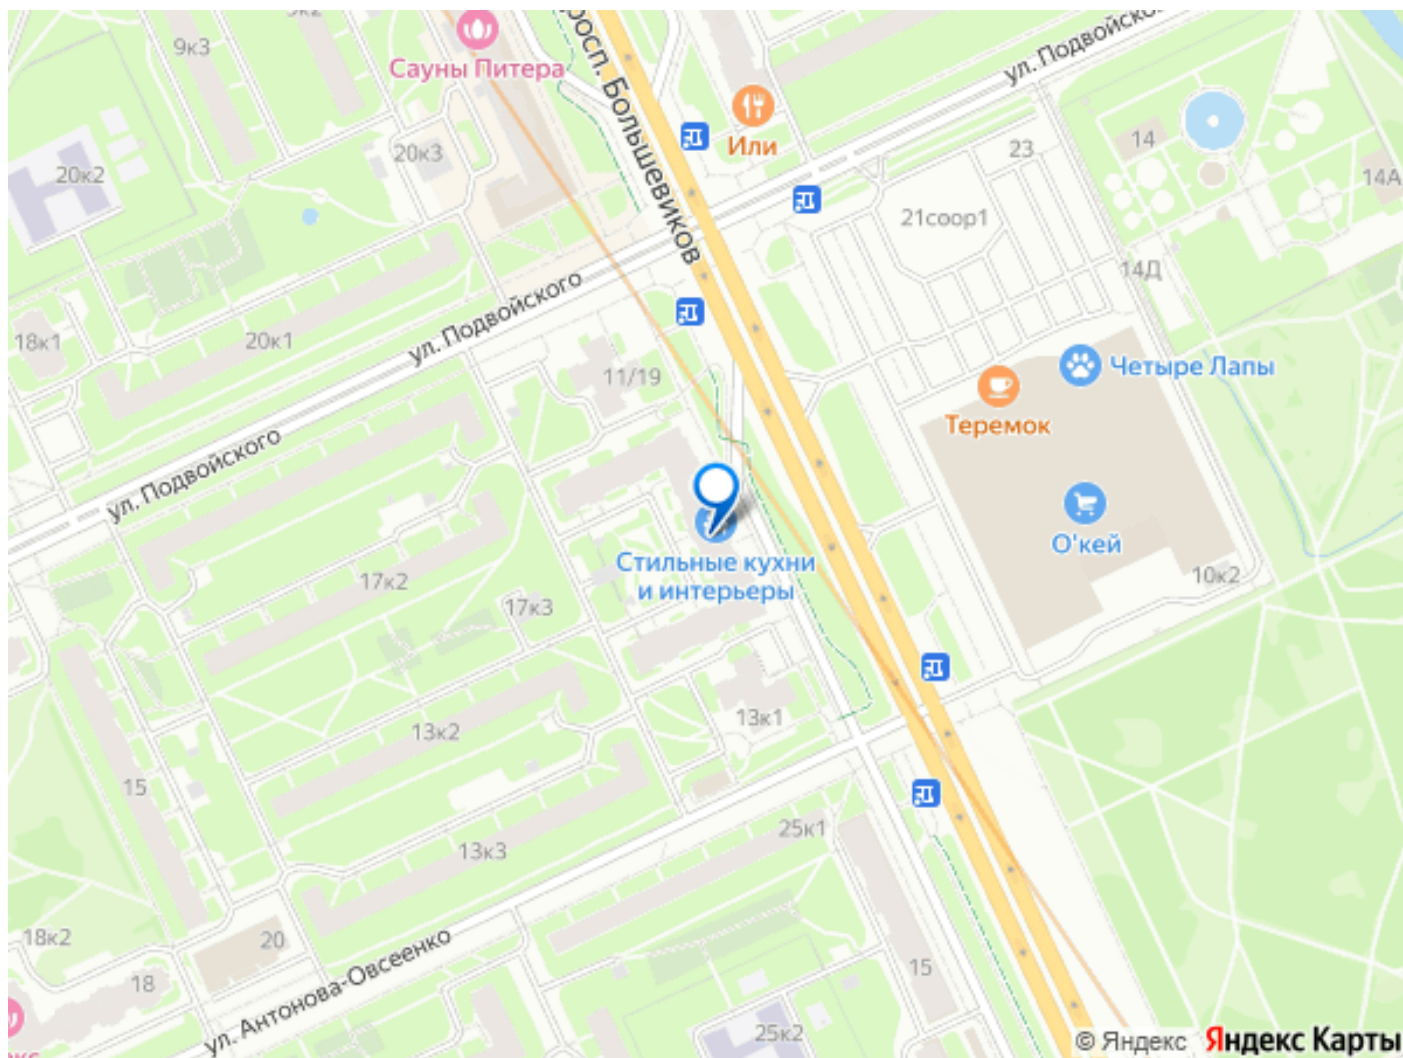 9к3
Сауны Питера
просп. Большевиков
ул. Подвойско
Или
20к3
20к2
23
14
14А
21соор1
14Д
ул. Подвойского
18к1
20к1
11/19
Четыре Лапы
Теремок
ул. Подвойского
О'кей
Стильные кухни
и интерьеры
10к2
17к2
17к3
13к1
13к2
15
25к1
13к3
18к2
20
ул. Антонова-Овсеенко
18
15
25к2
© Яндекс Яндекс Карты